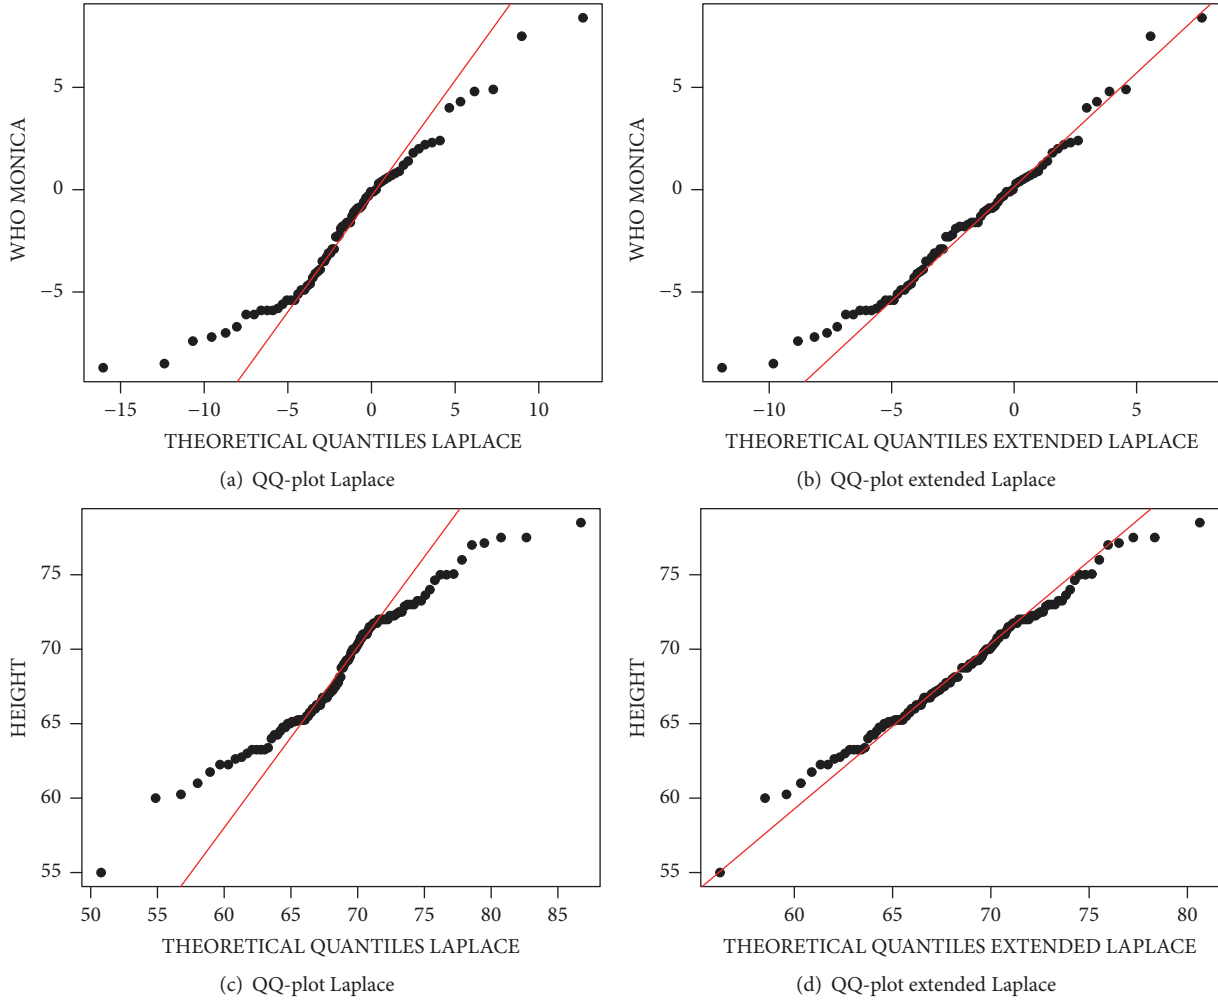 WHO MONICA
5
0
−5
−15 −10 −5 0 5 10
THEORETICAL QUANTILES LAPLACE
(a) QQ-plot Laplace
WHO MONICA
5
0
−5
−10 −5 0 5
THEORETICAL QUANTILES EXTENDED LAPLACE
(b) QQ-plot extended Laplace
HEIGHT
75
70
65
60
55
50 55 60 65 70 75 80 85
THEORETICAL QUANTILES LAPLACE
(c) QQ-plot Laplace
HEIGHT
75
70
65
60
55
60 65 70 75 80
THEORETICAL QUANTILES EXTENDED LAPLACE
(d) QQ-plot extended Laplace